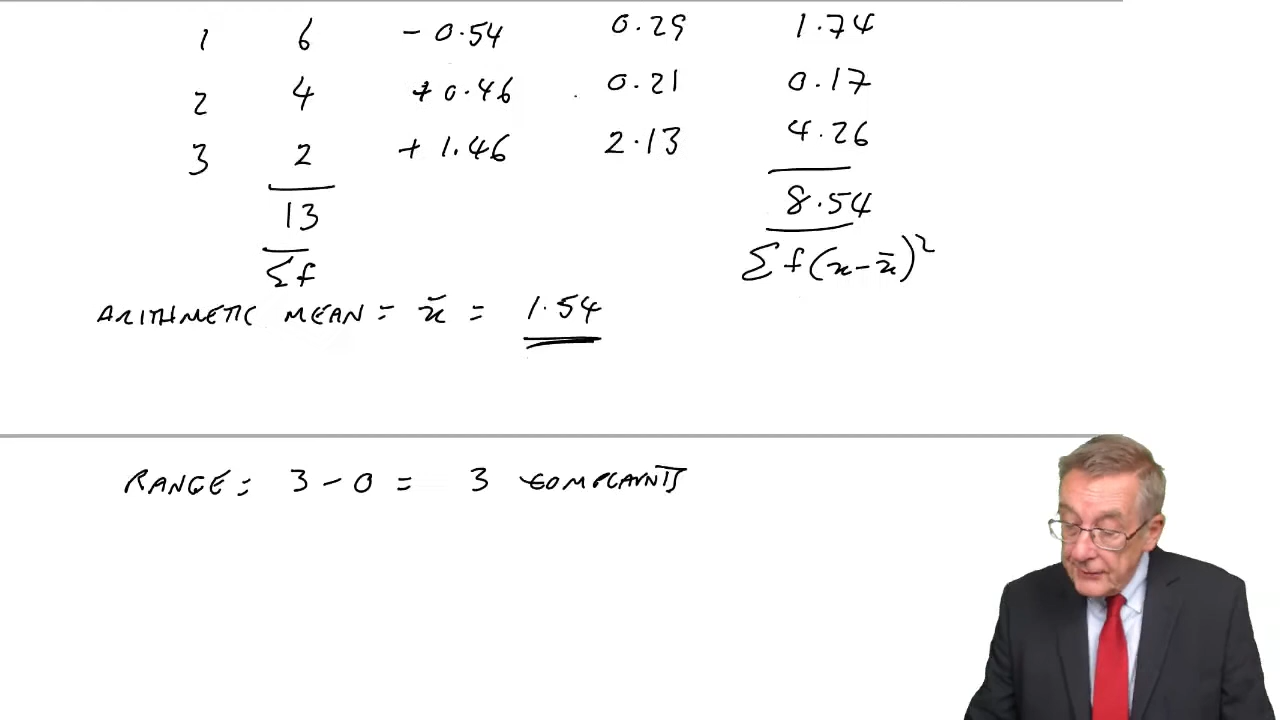 1 6 - 0.54 0.29 1.74
2 4 + 0.46 0.21 0.17
3 2 + 1.46 2.13 4.26
13 8.54
Σf Σf(x-x̄)²
ARITHMETIC MEAN = x̄ = 1.54
RANGE = 3 - 0 = 3 COMPLAINTS